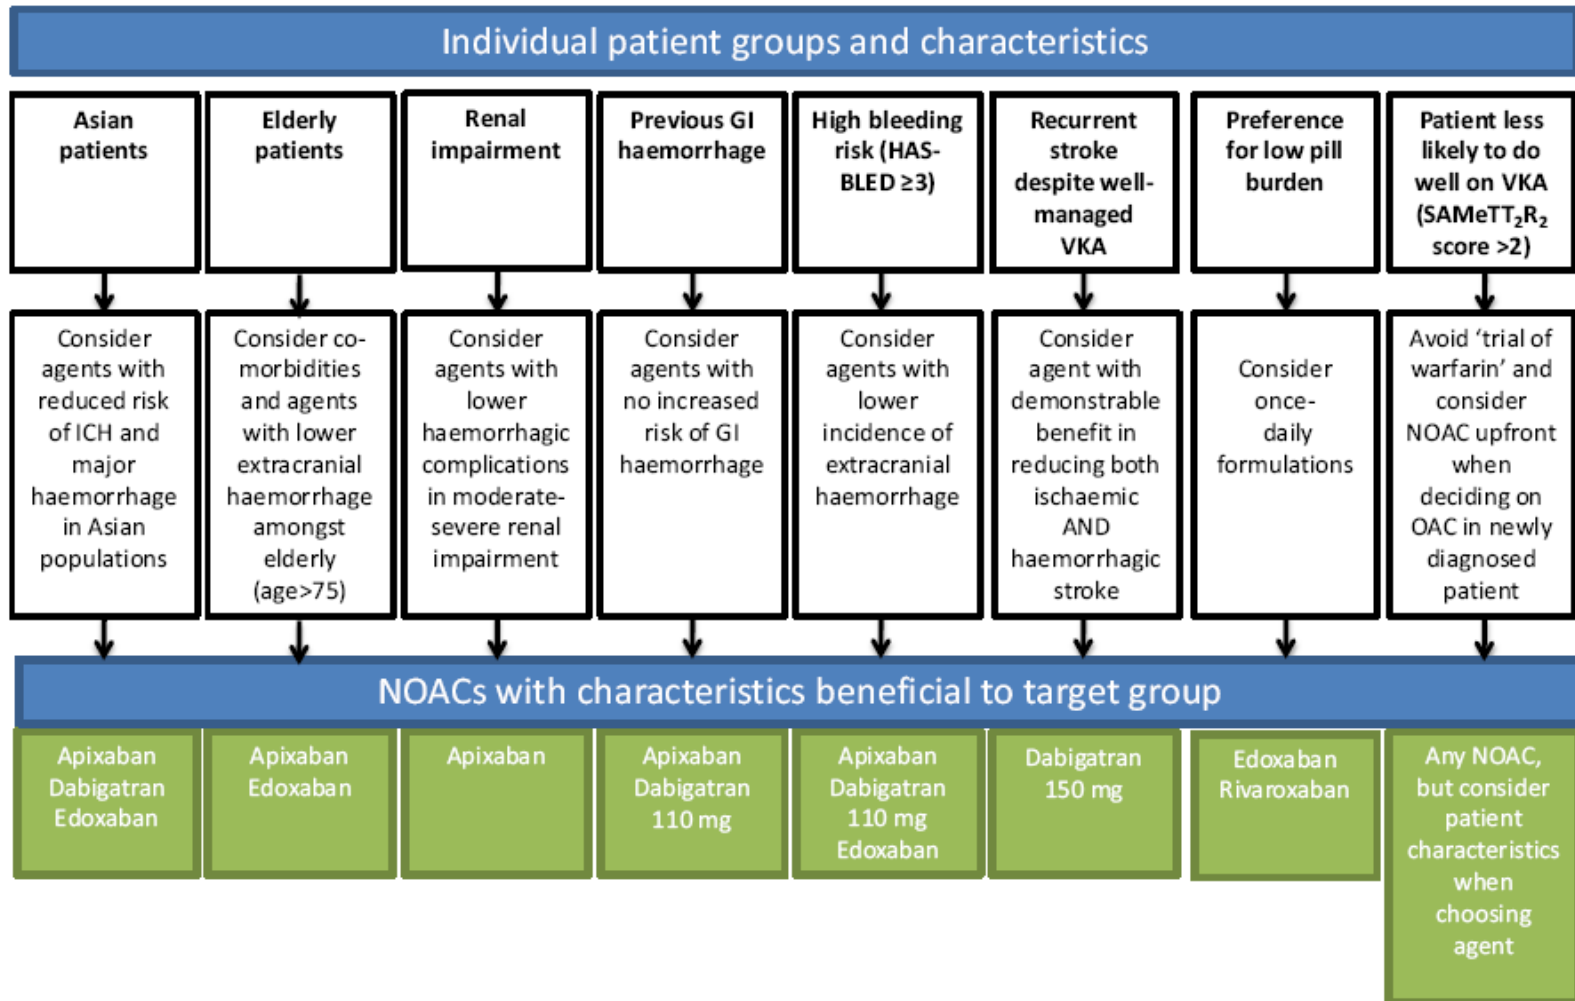 Individual patient groups and characteristics
Asian
patients
Elderly
patients
Renal
impairment
Previous GI
haemorrhage
High bleeding
risk (HAS-
BLED ≥3)
Recurrent
stroke
despite well-
managed
VKA
Preference
for low pill
burden
Patient less
likely to do
well on VKA
(SAMeTT₂R₂
score >2)
Consider
agents with
reduced risk
of ICH and
major
haemorrhage
in Asian
populations
Consider co-
morbidities
and agents
with lower
extracranial
haemorrhage
amongst
elderly
(age>75)
Consider
agents with
lower
haemorrhagic
complications
in moderate-
severe renal
impairment
Consider
agents with
no increased
risk of GI
haemorrhage
Consider
agents with
lower
incidence of
extracranial
haemorrhage
Consider
agent with
demonstrable
benefit in
reducing both
ischaemic
AND
haemorrhagic
stroke
Consider
once-
daily
formulations
Avoid ‘trial of
warfarin’ and
consider
NOAC upfront
when
deciding on
OAC in newly
diagnosed
patient
NOACs with characteristics beneficial to target group
Apixaban
Dabigatran
Edoxaban
Apixaban
Edoxaban
Apixaban
Apixaban
Dabigatran
110 mg
Apixaban
Dabigatran
110 mg
Edoxaban
Dabigatran
150 mg
Edoxaban
Rivaroxaban
Any NOAC,
but consider
patient
characteristics
when
choosing
agent